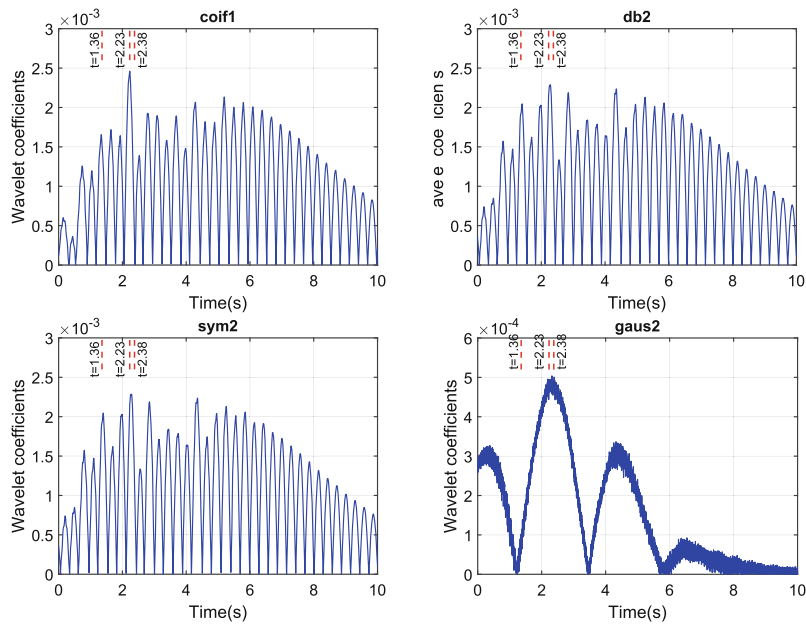 coif1
×10⁻³
3
2.5
2
1.5
1
0.5
0
0 2 4 6 8 10
Wavelet coefficients
Time(s)
t=1.36
t=2.23
t=2.38
db2
×10⁻³
3
2.5
2
1.5
1
0.5
0
0 2 4 6 8 10
ave e coe icien s
Time(s)
t=1.36
t=2.23
t=2.38
sym2
×10⁻³
3
2.5
2
1.5
1
0.5
0
0 2 4 6 8 10
Wavelet coefficients
Time(s)
t=1.36
t=2.23
t=2.38
gaus2
×10⁻⁴
6
5
4
3
2
1
0
0 2 4 6 8 10
Wavelet coefficients
Time(s)
t=1.36
t=2.23
t=2.38